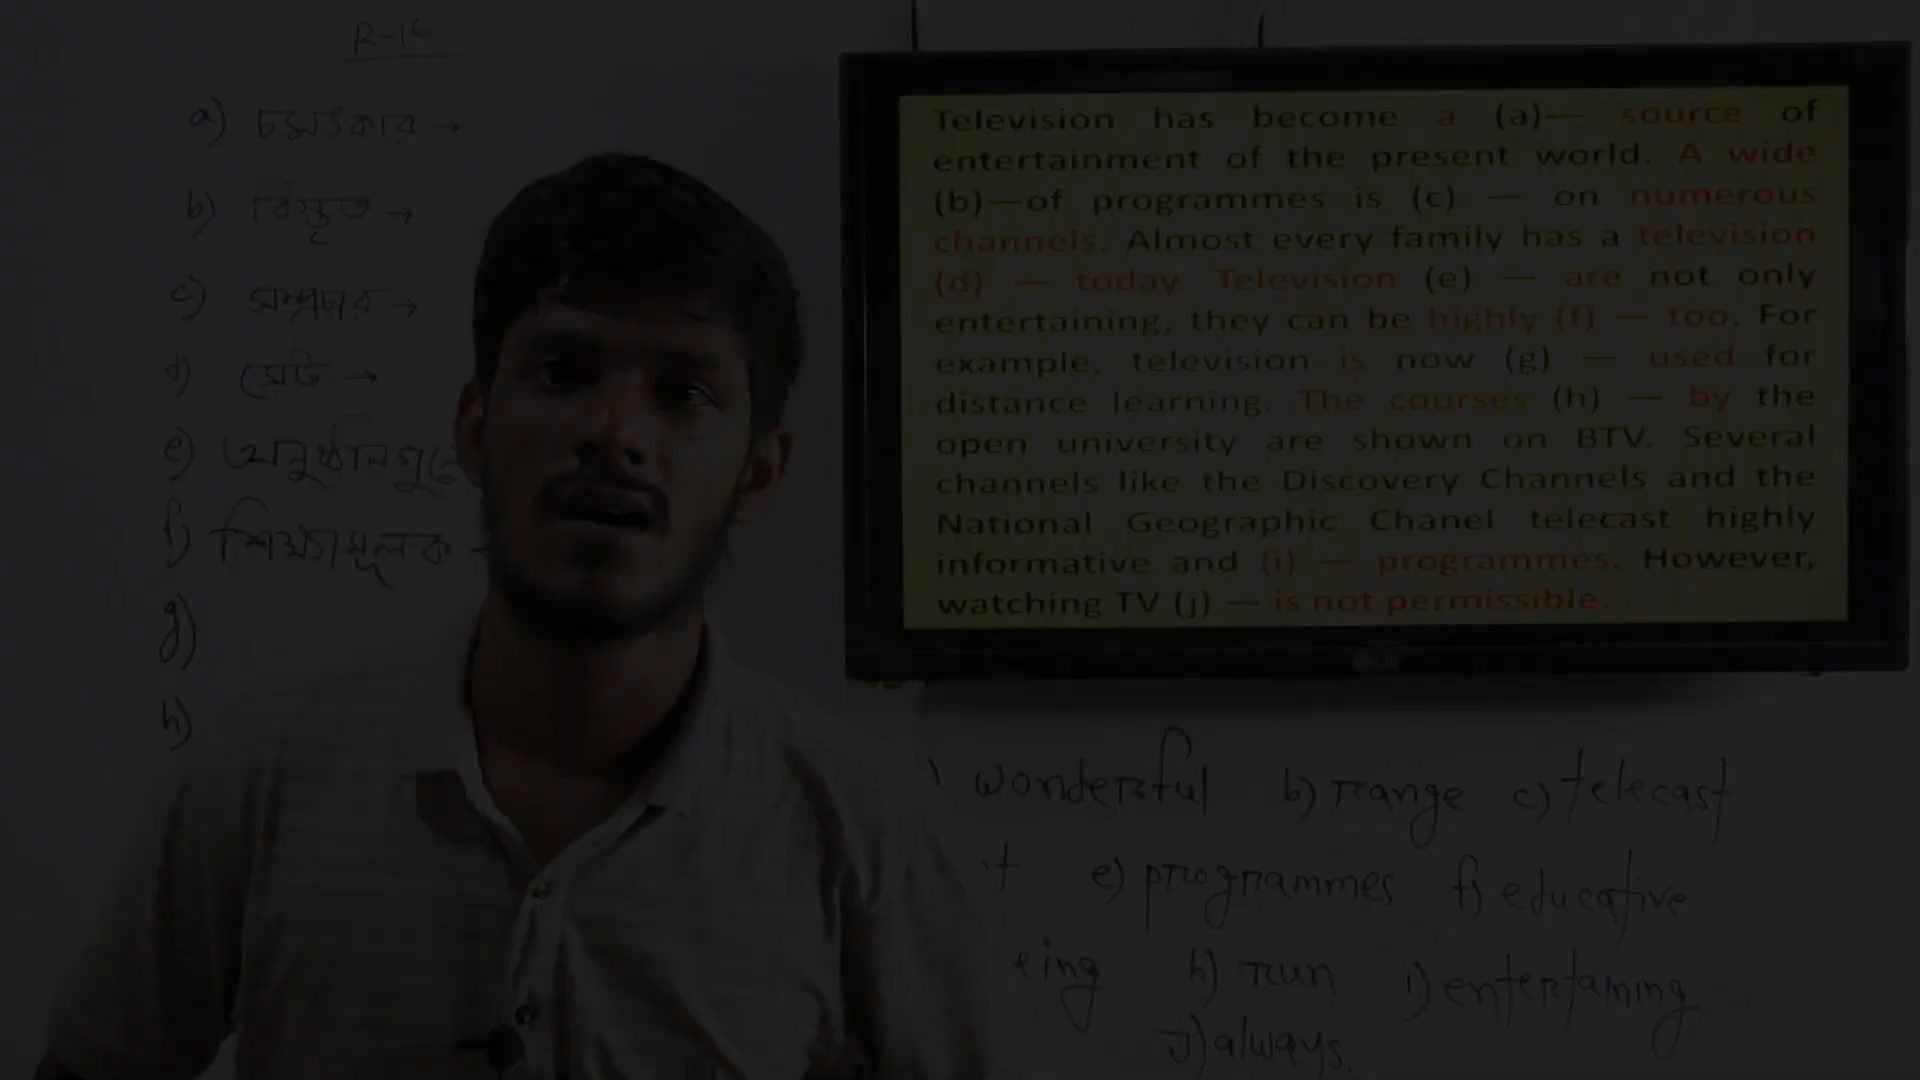 R-16
a) চমৎকার →
b) বিস্তৃত →
c) সম্প্রচার →
d) সেট →
e) অনুষ্ঠানগুলো
f) শিক্ষামূলক -
g)
h)
Television has become a (a)— source of
entertainment of the present world. A wide
(b)—of programmes is (c) — on numerous
channels. Almost every family has a television
(d) — today Television (e) — are not only
entertaining, they can be highly (f) — too. For
example, television is now (g) — used for
distance learning. The courses (h) — by the
open university are shown on BTV. Several
channels like the Discovery Channels and the
National Geographic Chanel telecast highly
informative and (i) — programmes. However,
watching TV (j) — is not permissible.
) wonderful b) range c) telecast
t e) programmes f) educative
eing h) run i) entertaining
J) always.